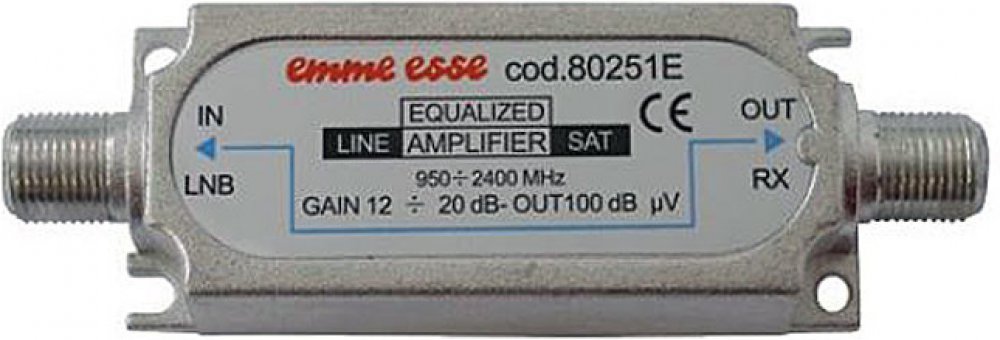 emme esse cod.80251E
IN
LNB
EQUALIZED
LINE AMPLIFIER SAT
950÷2400 MHz
GAIN 12 ÷ 20 dB- OUT100 dB µV
CE
OUT
RX